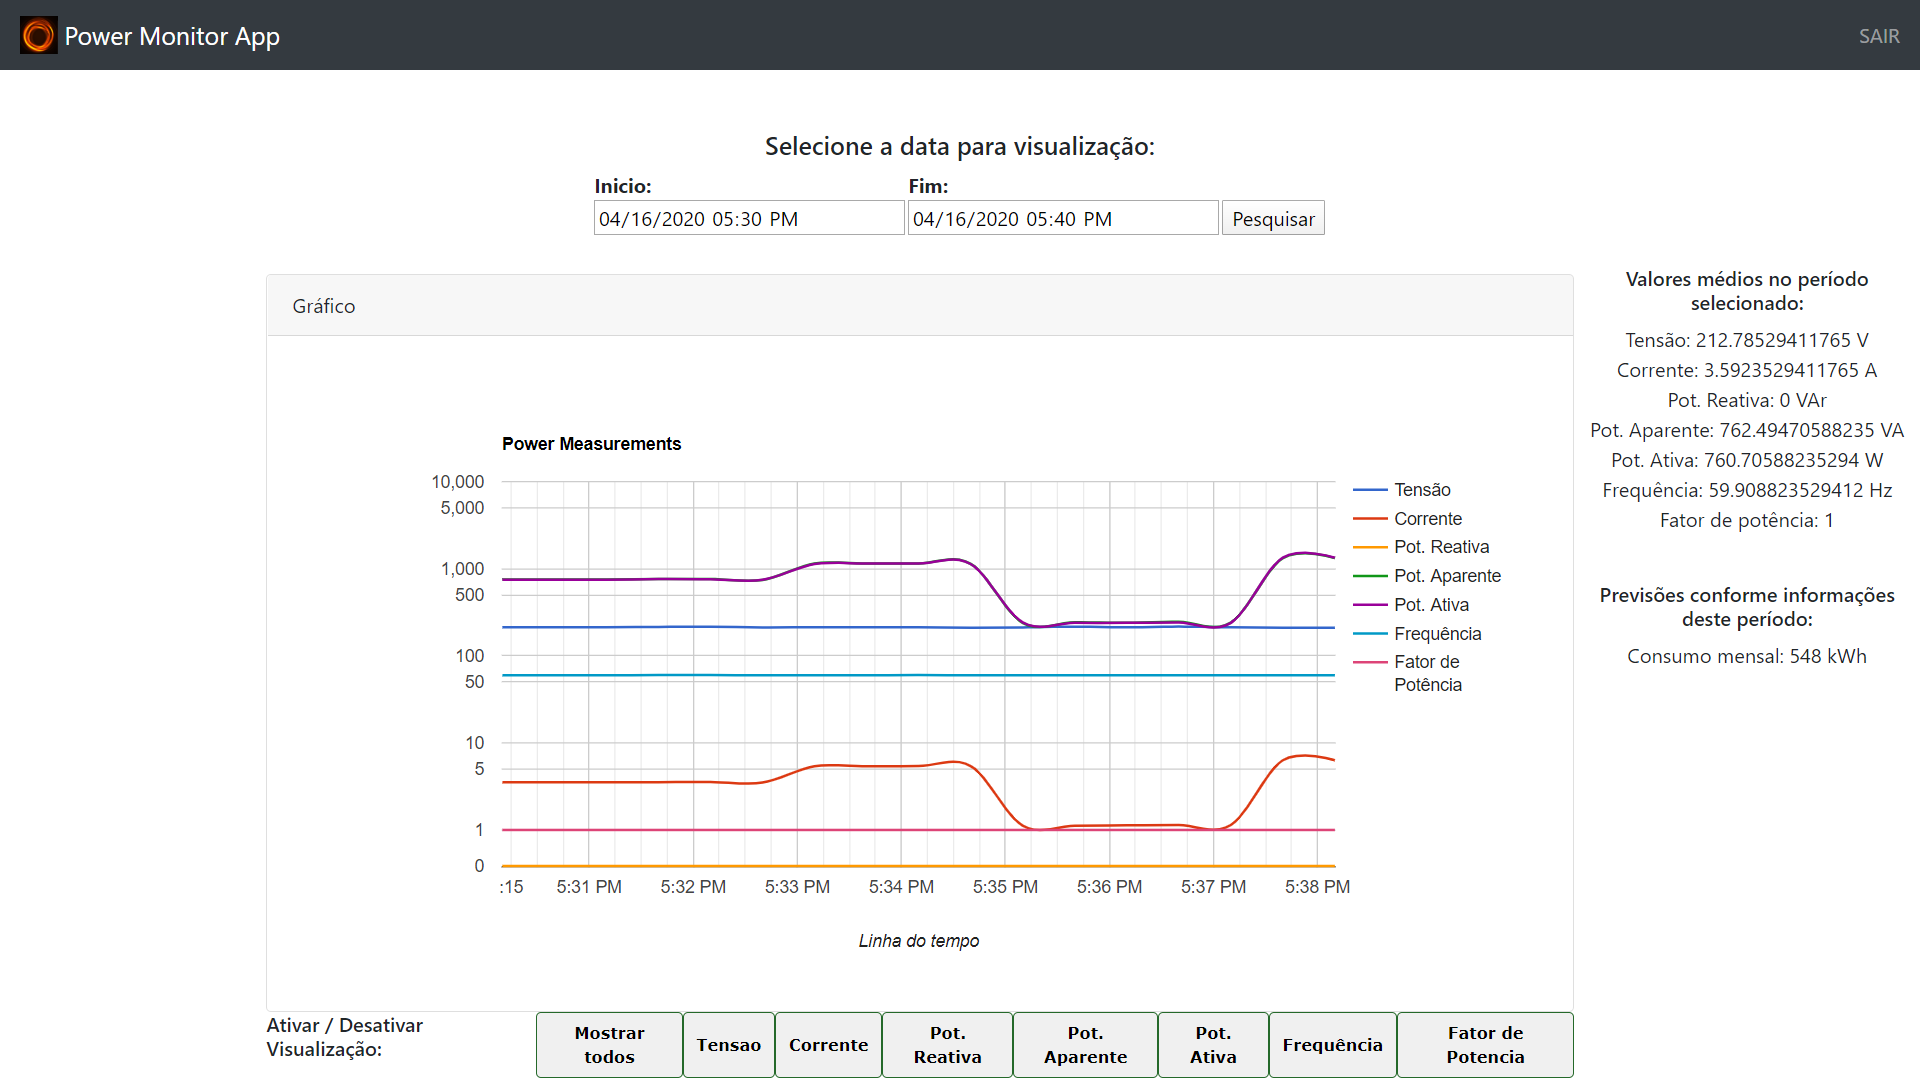 Power Monitor App
SAIR
Selecione a data para visualização:
Inicio:
Fim:
04/16/2020 05:30 PM
04/16/2020 05:40 PM
Pesquisar
Gráfico
Power Measurements
10,000
5,000
1,000
500
100
50
10
5
1
0
:15
5:31 PM
5:32 PM
5:33 PM
5:34 PM
5:35 PM
5:36 PM
5:37 PM
5:38 PM
Linha do tempo
Tensão
Corrente
Pot. Reativa
Pot. Aparente
Pot. Ativa
Frequência
Fator de
Potência
Valores médios no período
selecionado:
Tensão: 212.78529411765 V
Corrente: 3.5923529411765 A
Pot. Reativa: 0 VAr
Pot. Aparente: 762.49470588235 VA
Pot. Ativa: 760.70588235294 W
Frequência: 59.908823529412 Hz
Fator de potência: 1
Previsões conforme informações
deste período:
Consumo mensal: 548 kWh
Ativar / Desativar
Visualização:
Mostrar
todos
Tensao
Corrente
Pot.
Reativa
Pot.
Aparente
Pot.
Ativa
Frequência
Fator de
Potencia